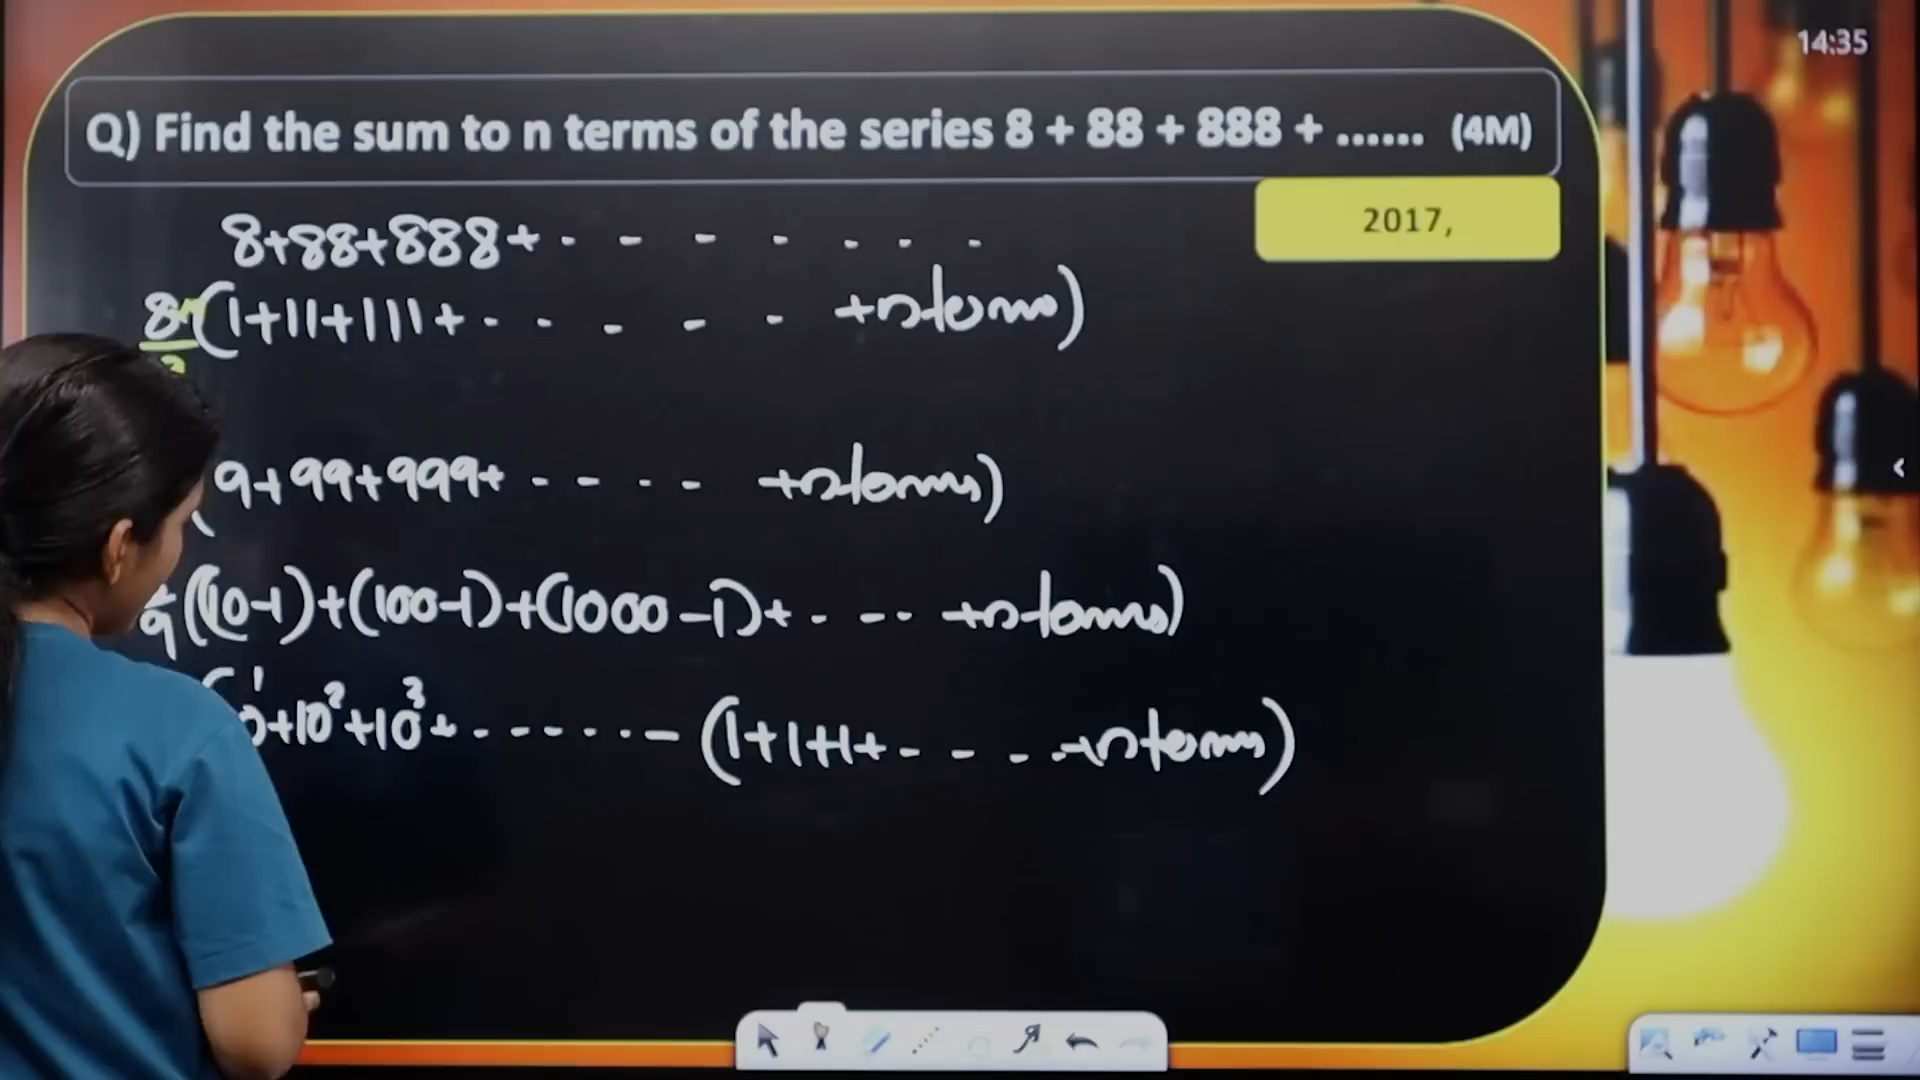 14:35
Q) Find the sum to n terms of the series 8 + 88 + 888 + ...... (4M)
2017,
8+88+888+ - - - - - - -
8 (1+11+111+ - - - - - +n terms)
(9+99+999+ - - - - +n terms)
9 ((10-1)+(100-1)+(1000-1)+ - - - +n terms)
+10²+10³+ - - - - - - (1+1+1+ - - - - +n terms)